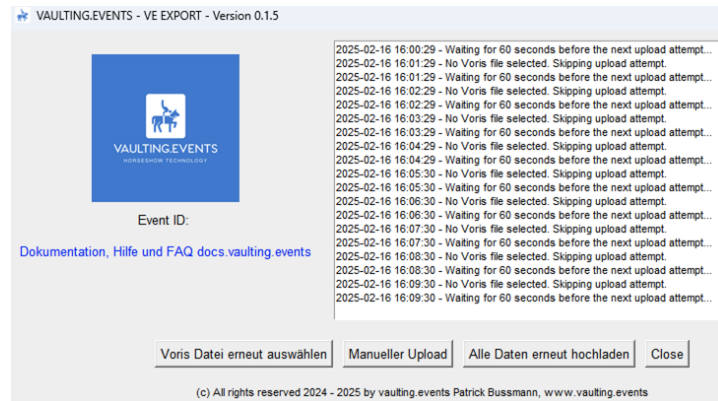 VAULTING.EVENTS - VE EXPORT - Version 0.1.5
VAULTING.EVENTS
HORSESHOW TECHNOLOGY
Event ID:
Dokumentation, Hilfe und FAQ docs.vaulting.events
2025-02-16 16:00:29 - Waiting for 60 seconds before the next upload attempt...
2025-02-16 16:01:29 - No Voris file selected. Skipping upload attempt.
2025-02-16 16:01:29 - Waiting for 60 seconds before the next upload attempt...
2025-02-16 16:02:29 - No Voris file selected. Skipping upload attempt.
2025-02-16 16:02:29 - Waiting for 60 seconds before the next upload attempt...
2025-02-16 16:03:29 - No Voris file selected. Skipping upload attempt.
2025-02-16 16:03:29 - Waiting for 60 seconds before the next upload attempt...
2025-02-16 16:04:29 - No Voris file selected. Skipping upload attempt.
2025-02-16 16:04:29 - Waiting for 60 seconds before the next upload attempt...
2025-02-16 16:05:30 - No Voris file selected. Skipping upload attempt.
2025-02-16 16:05:30 - Waiting for 60 seconds before the next upload attempt...
2025-02-16 16:06:30 - No Voris file selected. Skipping upload attempt.
2025-02-16 16:06:30 - Waiting for 60 seconds before the next upload attempt...
2025-02-16 16:07:30 - No Voris file selected. Skipping upload attempt.
2025-02-16 16:07:30 - Waiting for 60 seconds before the next upload attempt...
2025-02-16 16:08:30 - No Voris file selected. Skipping upload attempt.
2025-02-16 16:08:30 - Waiting for 60 seconds before the next upload attempt...
2025-02-16 16:09:30 - No Voris file selected. Skipping upload attempt.
2025-02-16 16:09:30 - Waiting for 60 seconds before the next upload attempt...
Voris Datei erneut auswählen
Manueller Upload
Alle Daten erneut hochladen
Close
(c) All rights reserved 2024 - 2025 by vaulting.events Patrick Bussmann, www.vaulting.events